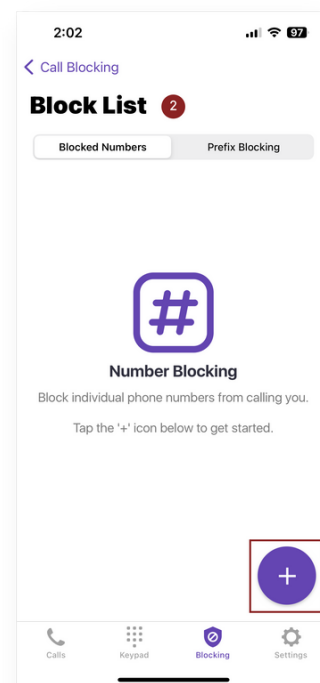 2:02
97
Call Blocking
Block List 2
Blocked Numbers Prefix Blocking
#
Number Blocking
Block individual phone numbers from calling you.
Tap the '+' icon below to get started.
+
Calls Keypad Blocking Settings